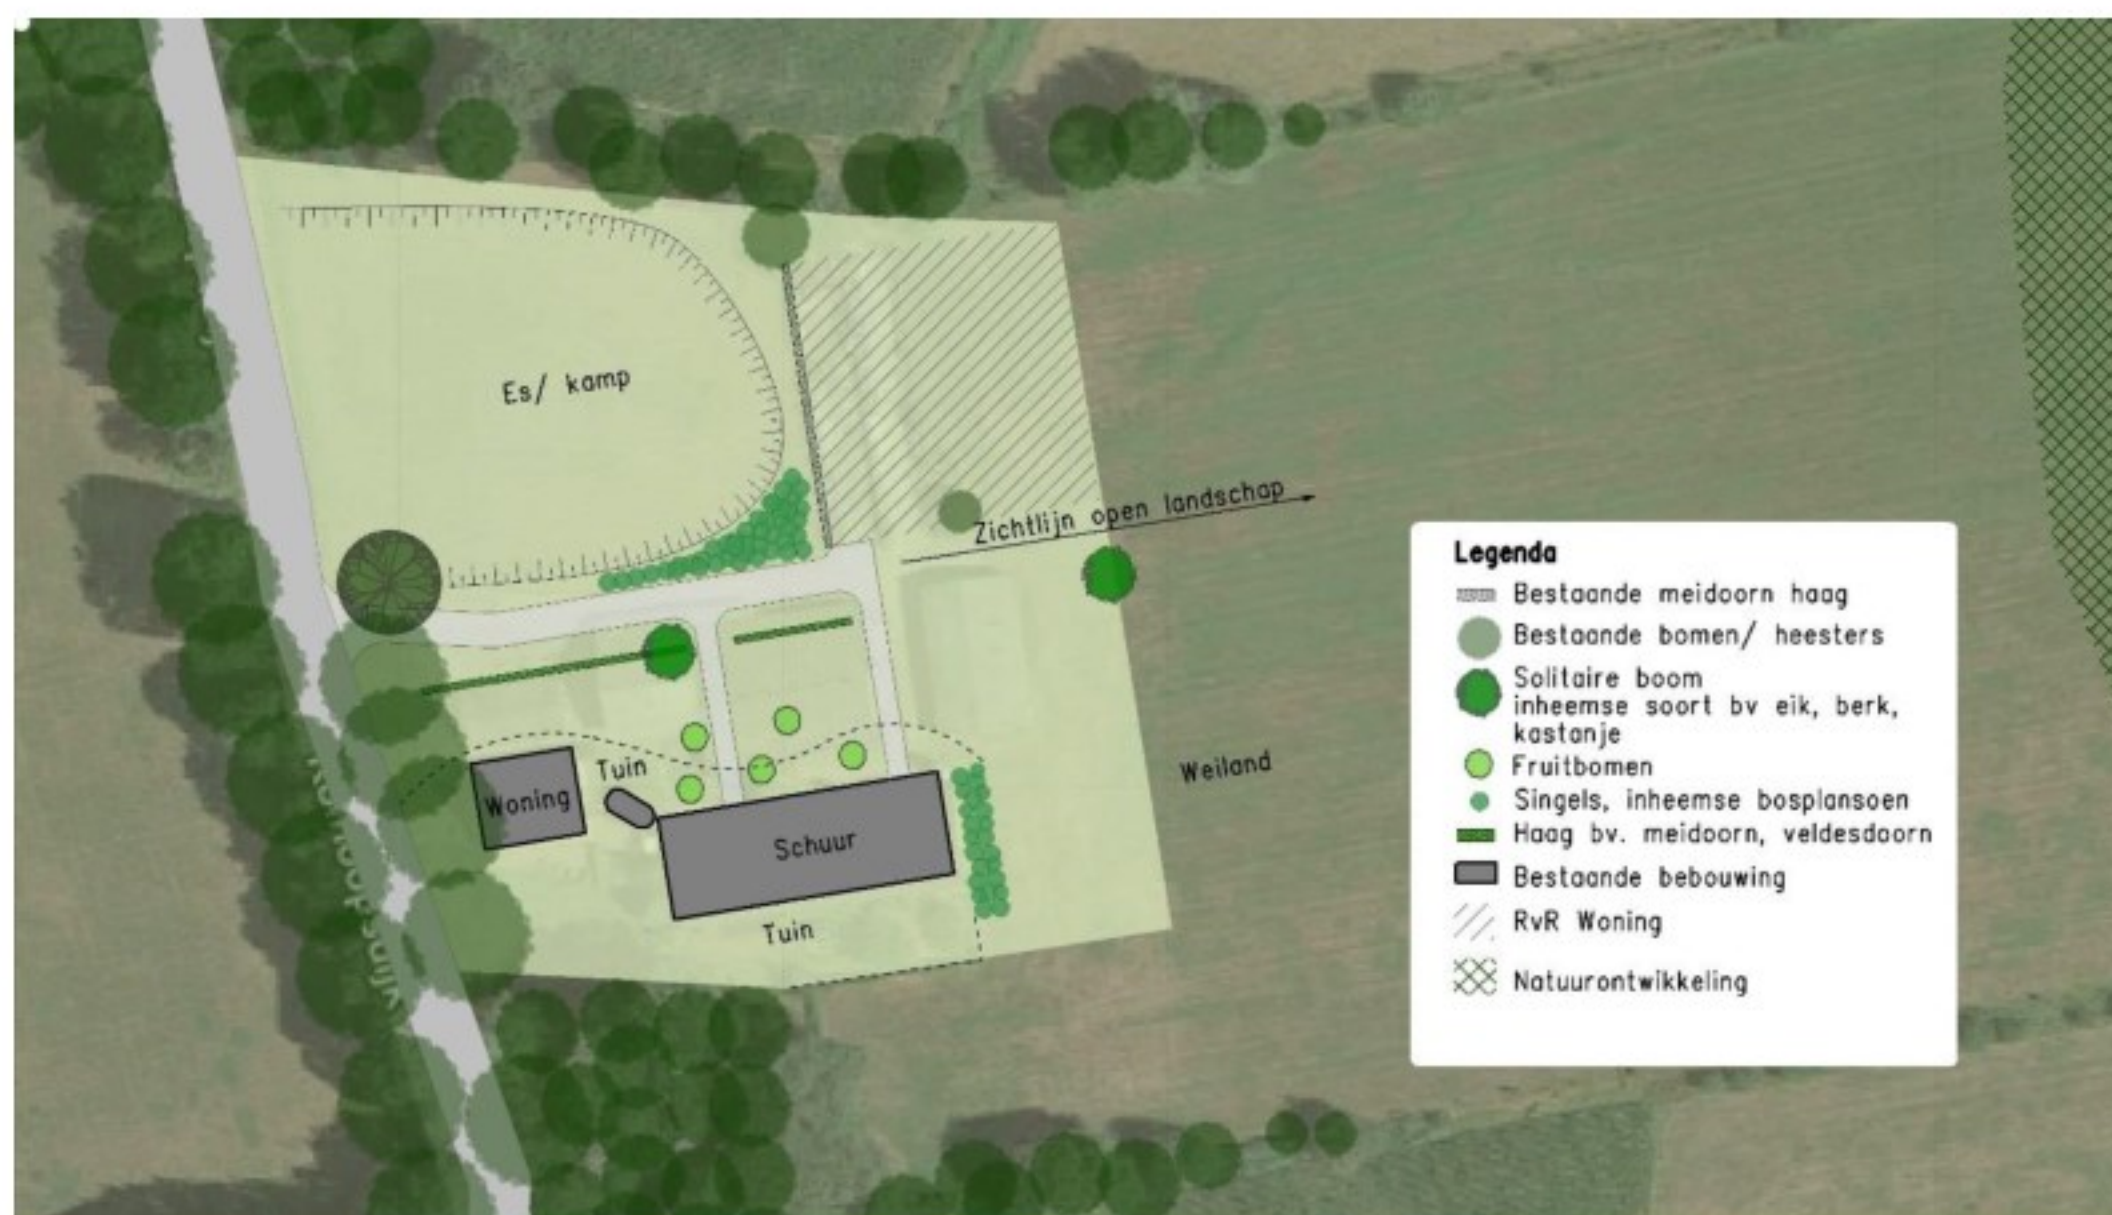 Es/ kamp
Zichtlijn open landschap
Weiland
Tuin
Woning
Schuur
Tuin
Legenda
Bestaande meidoorn haag
Bestaande bomen/ heesters
Solitaire boom
inheemse soort bv eik, berk,
kastanje
Fruitbomen
Singels, inheemse bosplansoen
Haag bv. meidoorn, veldesdoorn
Bestaande bebouwing
RvR Woning
Natuurontwikkeling